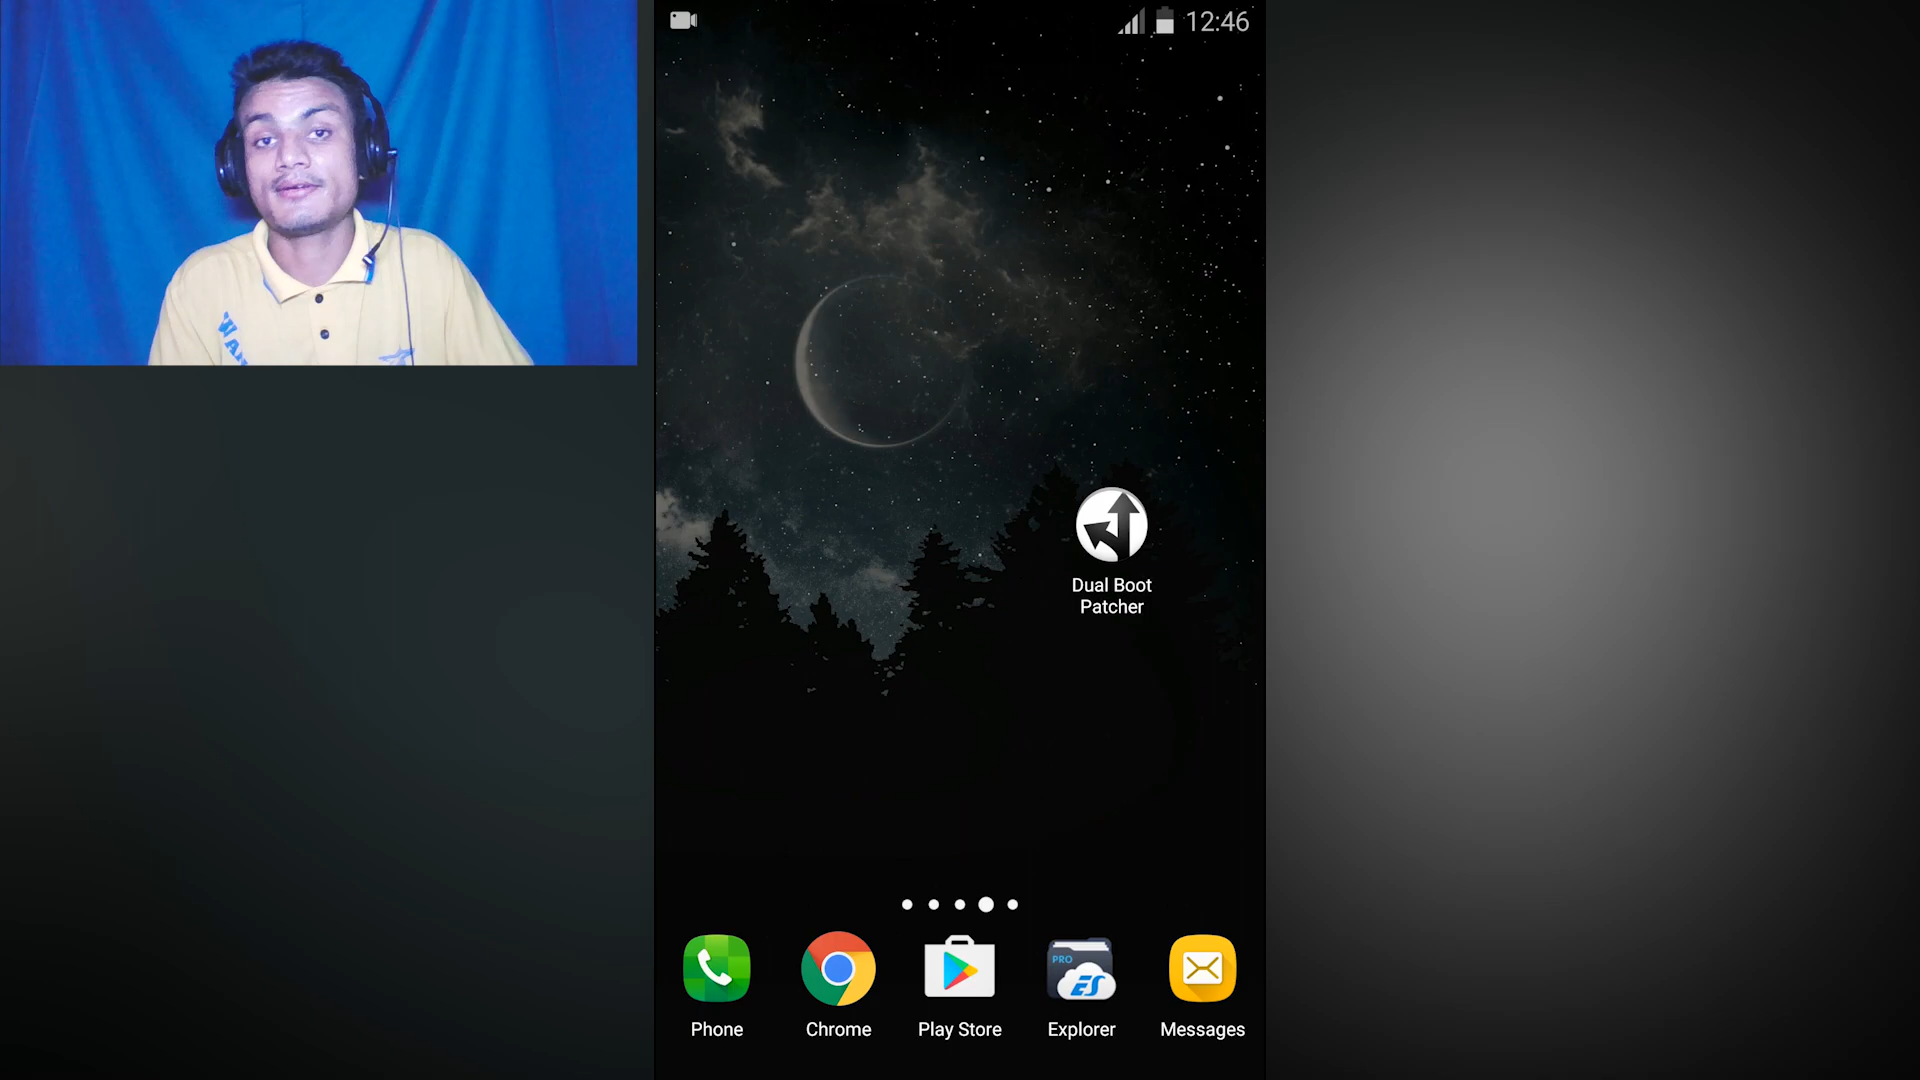 12:46
Dual Boot
Patcher
PRO
ES
Phone
Chrome
Play Store
Explorer
Messages